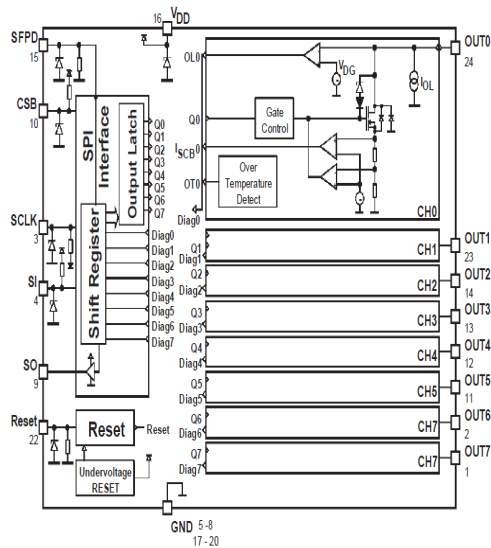 16 VDD
SFPD
15
CSB
10
SPI
Interface
Output Latch
Shift Register
Q0
Q1
Q2
Q3
Q4
Q5
Q6
Q7
Diag0
Diag1
Diag2
Diag3
Diag4
Diag5
Diag6
Diag7
SCLK
3
SI
4
SO
9
Reset
22
Reset
Reset
Undervoltage
RESET
GND 5 -8
17 - 20
OL0
VDG
IOL
Q0
Gate
Control
ISCB0
OT0
Over
Temperature
Detect
Diag0
CH0
OUT0
24
Q1
Diag1
CH1
OUT1
23
Q2
Diag2
CH2
OUT2
14
Q3
Diag3
CH3
OUT3
13
Q4
Diag4
CH4
OUT4
12
Q5
Diag5
CH5
OUT5
11
Q6
Diag6
CH7
OUT6
2
Q7
Diag7
CH7
OUT7
1